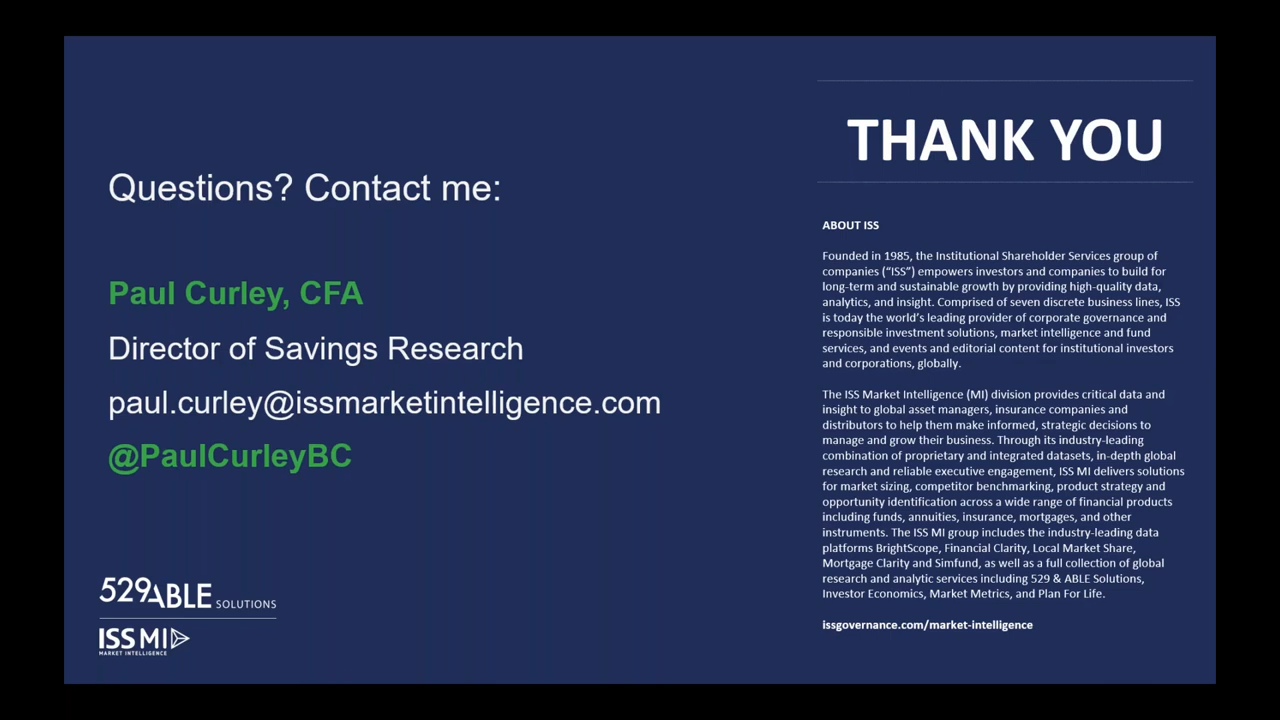 Questions? Contact me:
Paul Curley, CFA
Director of Savings Research
paul.curley@issmarketintelligence.com
@PaulCurleyBC
529ABLE SOLUTIONS
ISS MI
MARKET INTELLIGENCE
THANK YOU
ABOUT ISS
Founded in 1985, the Institutional Shareholder Services group of
companies (“ISS”) empowers investors and companies to build for
long-term and sustainable growth by providing high-quality data,
analytics, and insight. Comprised of seven discrete business lines, ISS
is today the world’s leading provider of corporate governance and
responsible investment solutions, market intelligence and fund
services, and events and editorial content for institutional investors
and corporations, globally.
The ISS Market Intelligence (MI) division provides critical data and
insight to global asset managers, insurance companies and
distributors to help them make informed, strategic decisions to
manage and grow their business. Through its industry-leading
combination of proprietary and integrated datasets, in-depth global
research and reliable executive engagement, ISS MI delivers solutions
for market sizing, competitor benchmarking, product strategy and
opportunity identification across a wide range of financial products
including funds, annuities, insurance, mortgages, and other
instruments. The ISS MI group includes the industry-leading data
platforms BrightScope, Financial Clarity, Local Market Share,
Mortgage Clarity and Simfund, as well as a full collection of global
research and analytic services including 529 & ABLE Solutions,
Investor Economics, Market Metrics, and Plan For Life.
issgovernance.com/market-intelligence